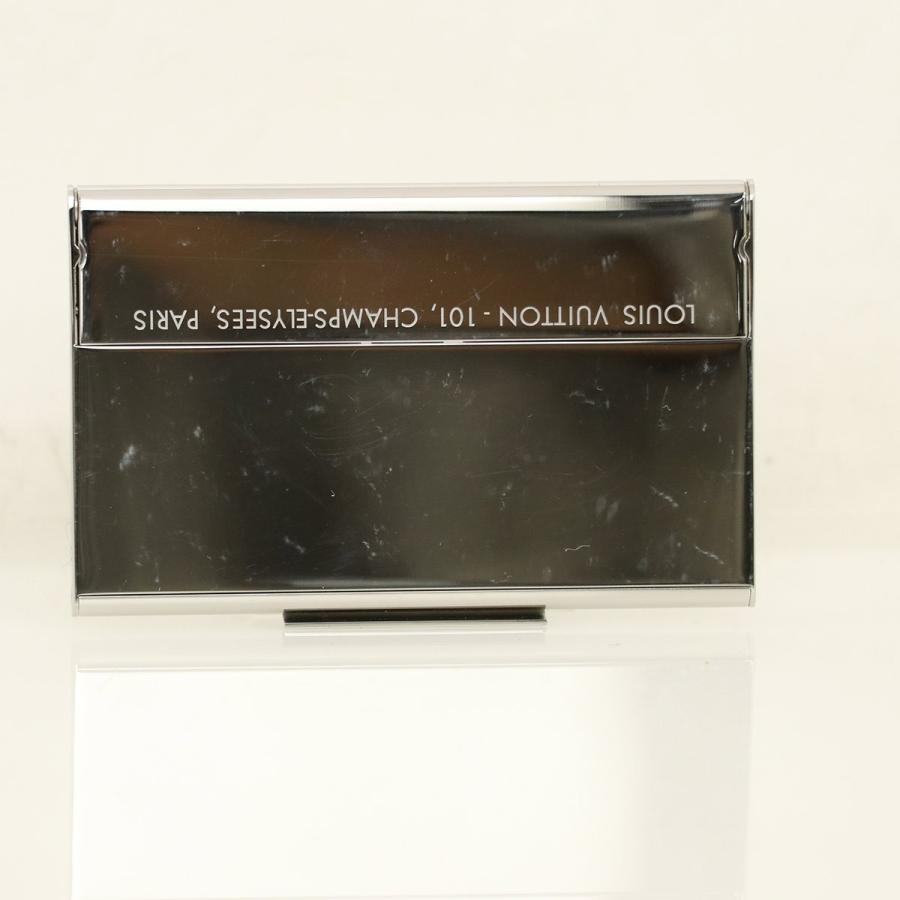 LOUIS VUITTON - 101, CHAMPS-ELYSEES, PARIS